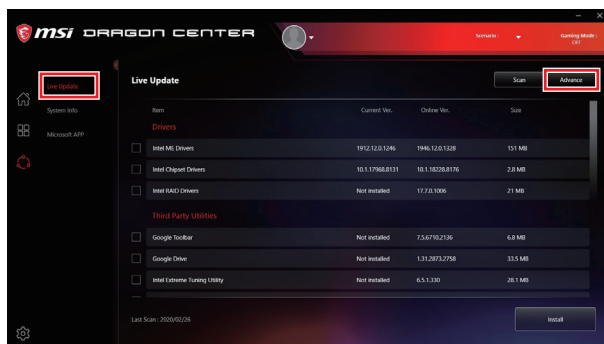 msi DRAGON CENTER
Scenario :
Gaming Mode :
OFF
Live Update
System Info
Microsoft APP
Live Update
Scan
Advance
Item Current Ver. Online Ver. Size
Drivers
Intel ME Drivers 1912.12.0.1246 1946.12.0.1328 151 MB
Intel Chipset Drivers 10.1.17968.8131 10.1.18228.8176 2.8 MB
Intel RAID Drivers Not installed 17.7.0.1006 21 MB
Third Party Utilities
Google Toolbar Not installed 7.5.6710.2136 6.8 MB
Google Drive Not installed 1.31.2873.2758 33.5 MB
Intel Extreme Tuning Utility Not installed 6.5.1.330 28.1 MB
Last Scan : 2020/02/26
Install